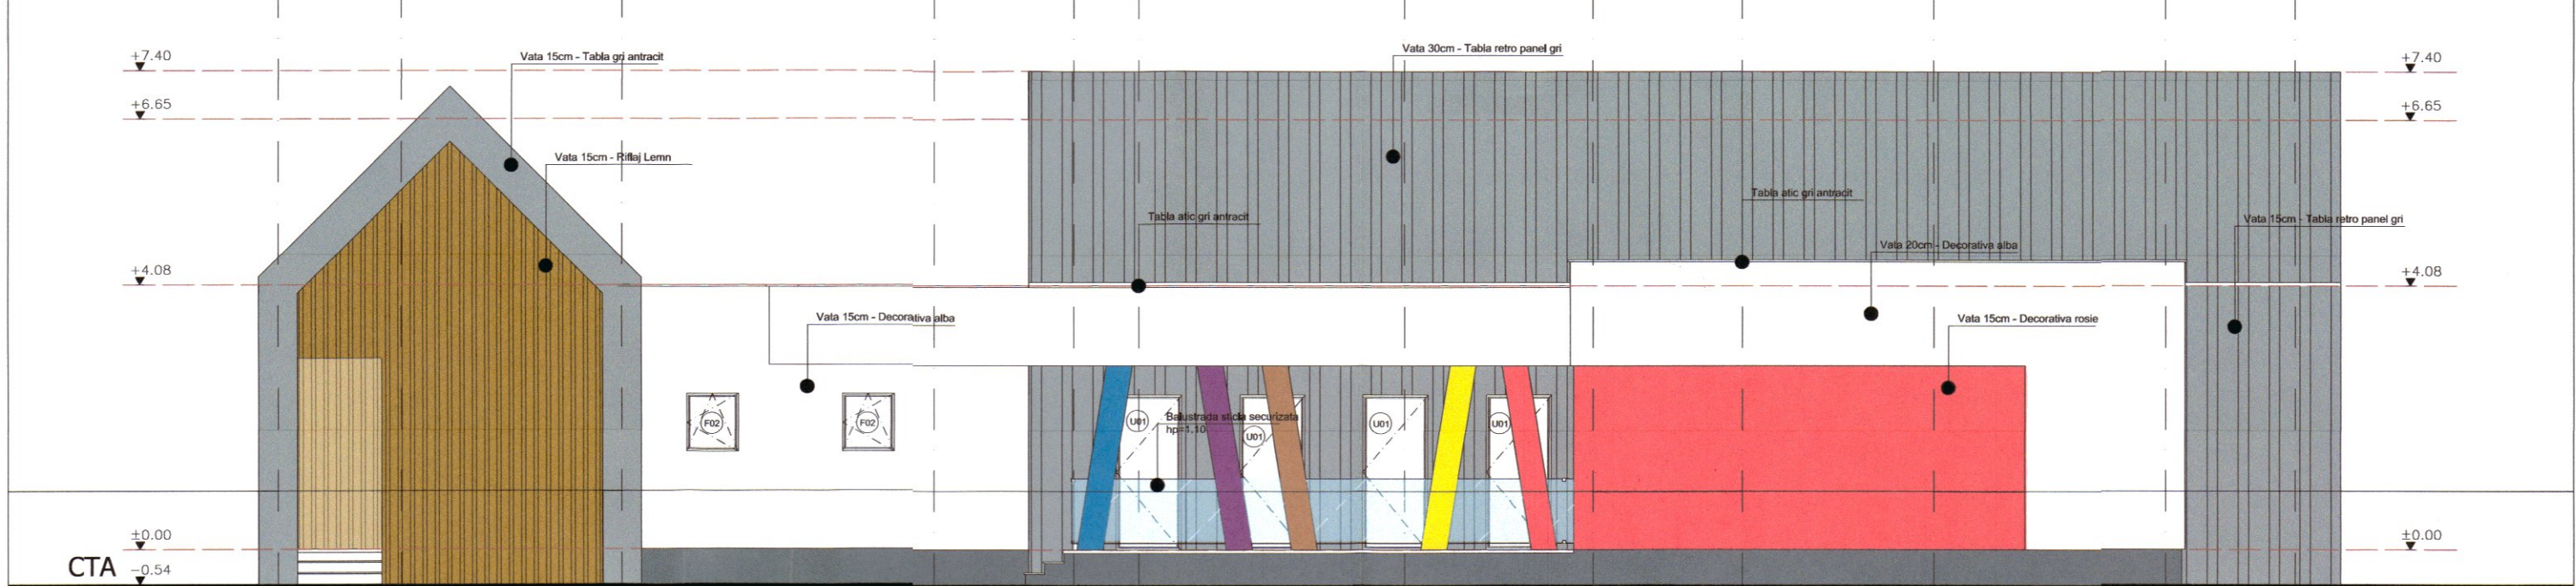 +7.40
Vata 15cm - Tabla gri antracit
Vata 30cm - Tabla retro panel gri
+7.40
+6.65
+6.65
Vata 15cm - Riflaj Lemn
Tabla atic gri antracit
Tabla atic gri antracit
Vata 15cm - Tabla retro panel gri
Vata 20cm - Decorativa alba
+4.08
+4.08
Vata 15cm - Decorativa alba
Vata 15cm - Decorativa rosie
F02
F02
U01
Balustrada sticla securizata
hp=1,10
U01
U01
U01
±0.00
±0.00
CTA
-0.54